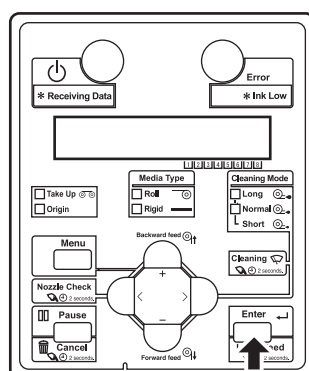 Error
* Receiving Data
* Ink Low
1 2 3 4 5 6 7 8
Media Type
Cleaning Mode
Take Up
Roll
Long
Origin
Rigid
Normal
Short
Menu
Backward feed
Cleaning
2 seconds.
Nozzle Check
2 seconds.
Pause
Enter
Cancel
2 seconds.
Forward feed
2 seconds.